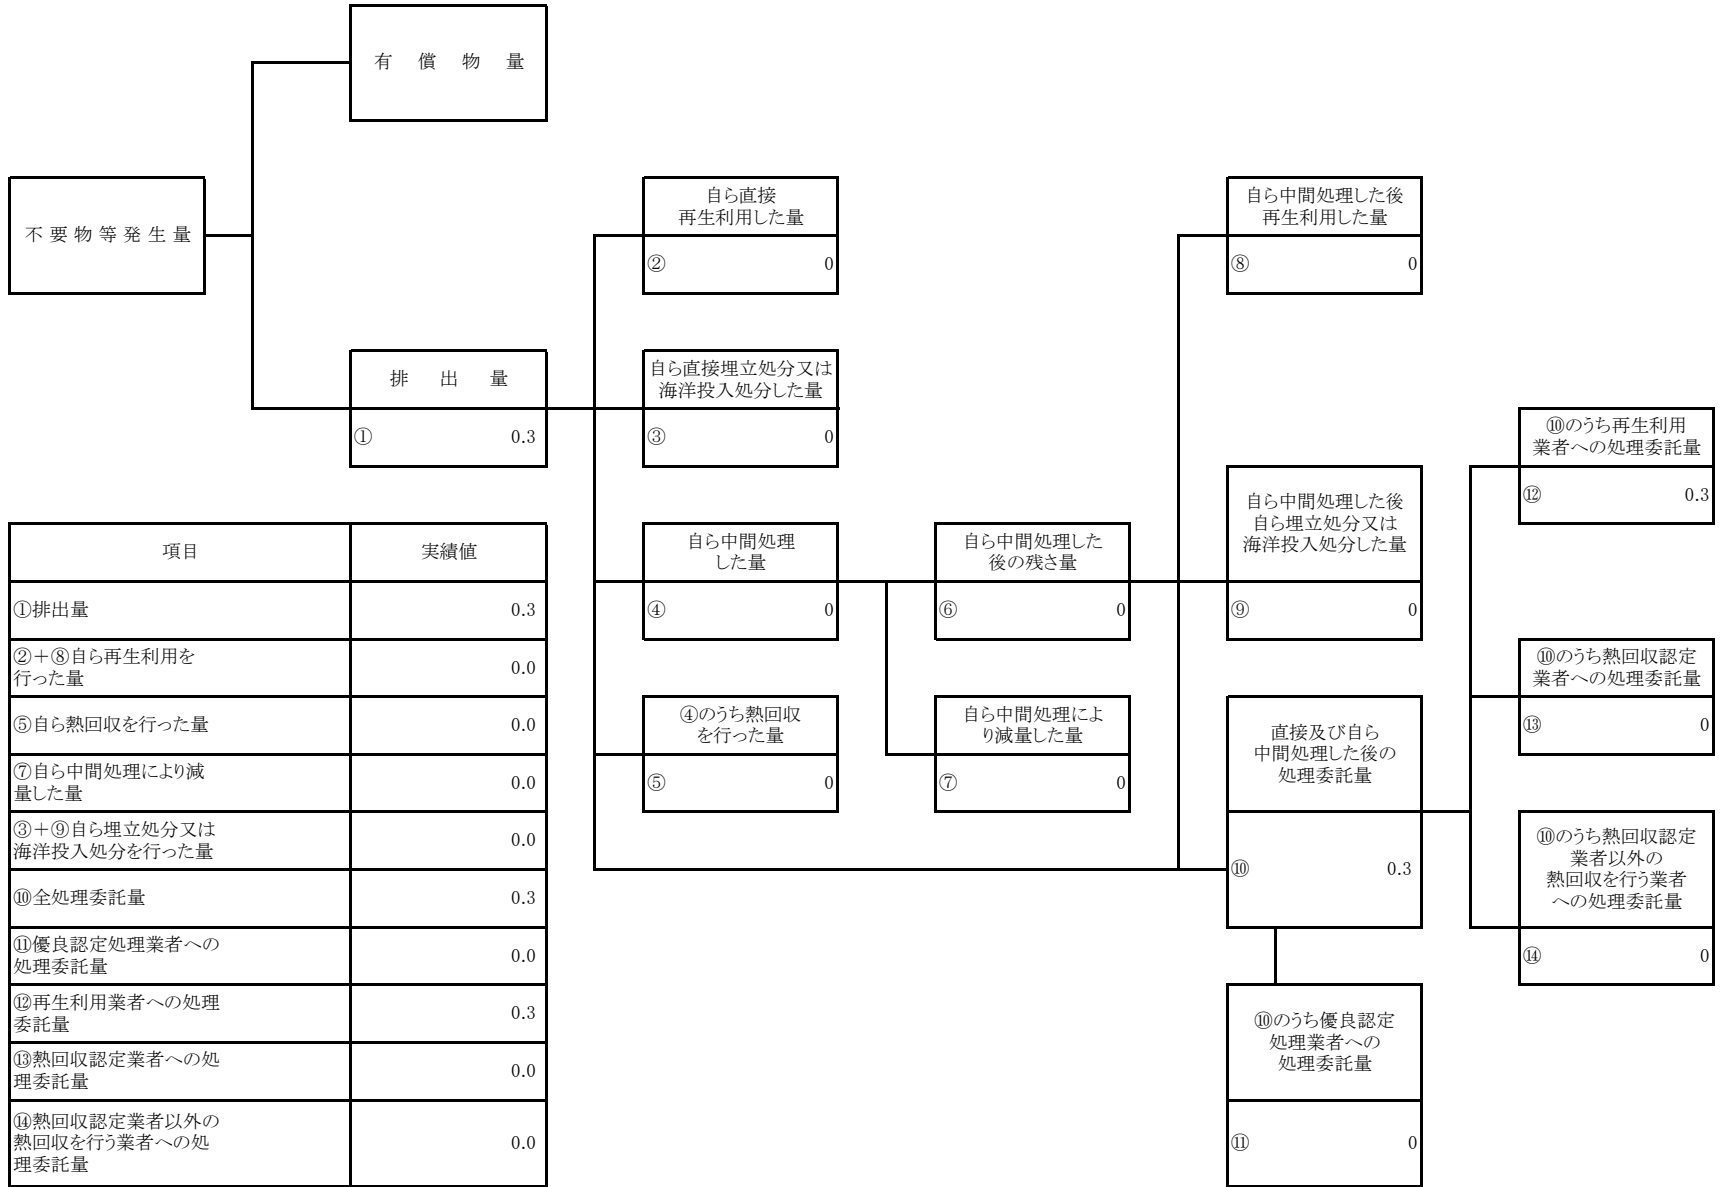 有償物量
不要物等発生量
排出量
① 0.3
自ら直接
再生利用した量
② 0
自ら直接埋立処分又は
海洋投入処分した量
③ 0
自ら中間処理
した量
④ 0
④のうち熱回収
を行った量
⑤ 0
自ら中間処理した
後の残さ量
⑥ 0
自ら中間処理によ
り減量した量
⑦ 0
自ら中間処理した後
再生利用した量
⑧ 0
自ら中間処理した後
自ら埋立処分又は
海洋投入処分した量
⑨ 0
直接及び自ら
中間処理した後の
処理委託量
⑩ 0.3
⑩のうち優良認定
処理業者への
処理委託量
⑪ 0
⑩のうち再生利用
業者への処理委託量
⑫ 0.3
⑩のうち熱回収認定
業者への処理委託量
⑬ 0
⑩のうち熱回収認定
業者以外の
熱回収を行う業者
への処理委託量
⑭ 0
項目 実績値
①排出量 0.3
②＋⑧自ら再生利用を
行った量 0.0
⑤自ら熱回収を行った量 0.0
⑦自ら中間処理により減
量した量 0.0
③＋⑨自ら埋立処分又は
海洋投入処分を行った量 0.0
⑩全処理委託量 0.3
⑪優良認定処理業者への
処理委託量 0.0
⑫再生利用業者への処理
委託量 0.3
⑬熱回収認定業者への処
理委託量 0.0
⑭熱回収認定業者以外の
熱回収を行う業者への処
理委託量 0.0